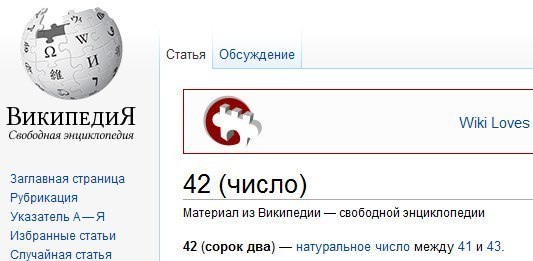 Статья
Обсуждение
ВикипедиЯ
Свободная энциклопедия
Wiki Loves
Заглавная страница
Рубрикация
Указатель А — Я
Избранные статьи
Случайная статья
42 (число)
Материал из Википедии — свободной энциклопедии
42 (сорок два) — натуральное число между 41 и 43.